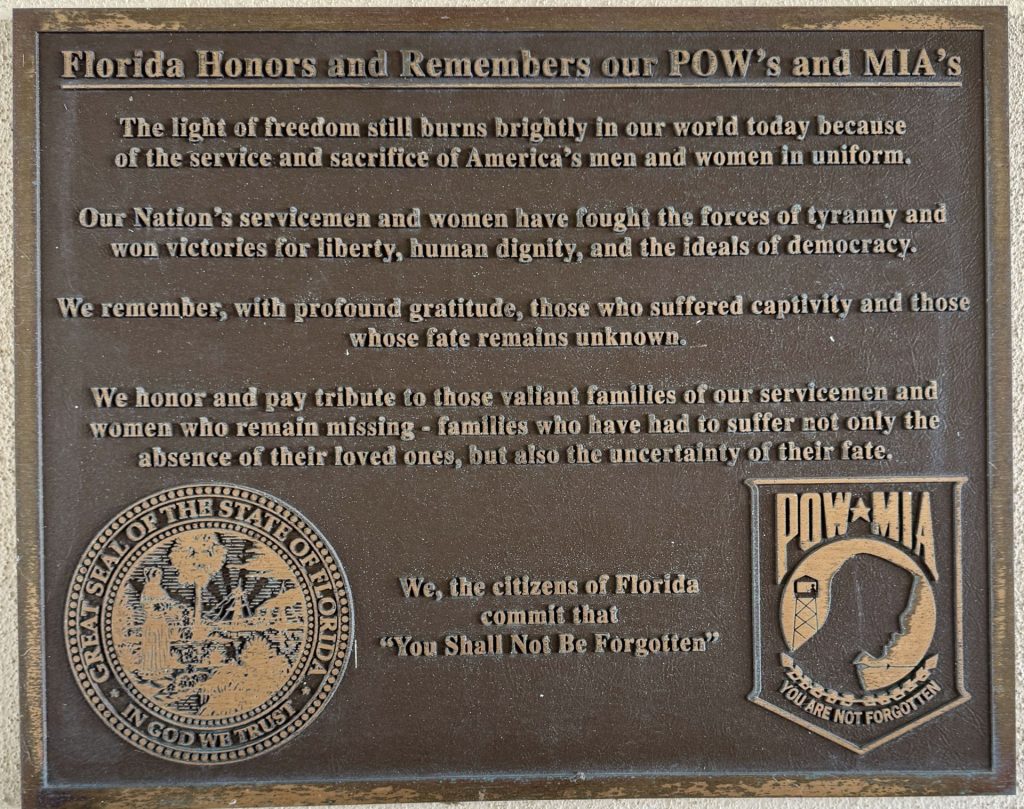 Florida Honors and Remembers our POW's and MIA's
The light of freedom still burns brightly in our world today because
of the service and sacrifice of America's men and women in uniform.
Our Nation's servicemen and women have fought the forces of tyranny and
won victories for liberty, human dignity, and the ideals of democracy.
We remember, with profound gratitude, those who suffered captivity and those
whose fate remains unknown.
We honor and pay tribute to those valiant families of our servicemen and
women who remain missing - families who have had to suffer not only the
absence of their loved ones, but also the uncertainty of their fate.
GREAT SEAL OF THE STATE OF FLORIDA
IN GOD WE TRUST
We, the citizens of Florida
commit that
"You Shall Not Be Forgotten"
POW★MIA
YOU ARE NOT FORGOTTEN